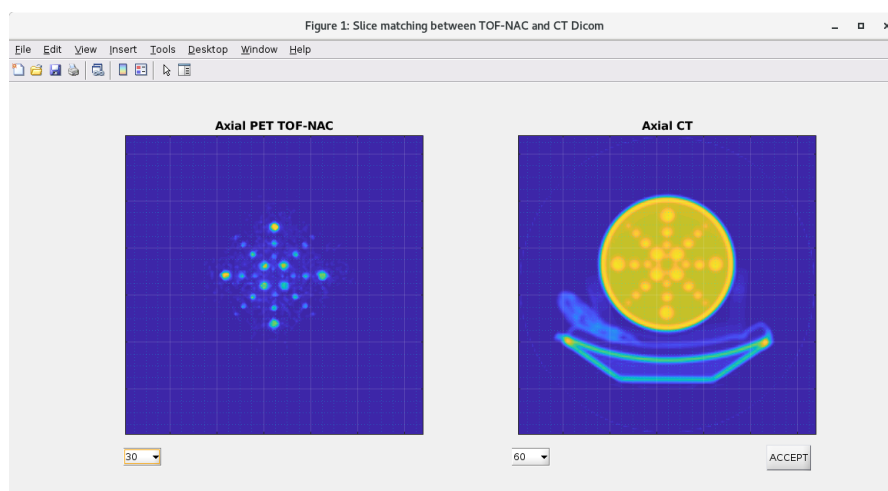 Figure 1: Slice matching between TOF-NAC and CT Dicom
File Edit View Insert Tools Desktop Window Help
Axial PET TOF-NAC
Axial CT
30
60
ACCEPT